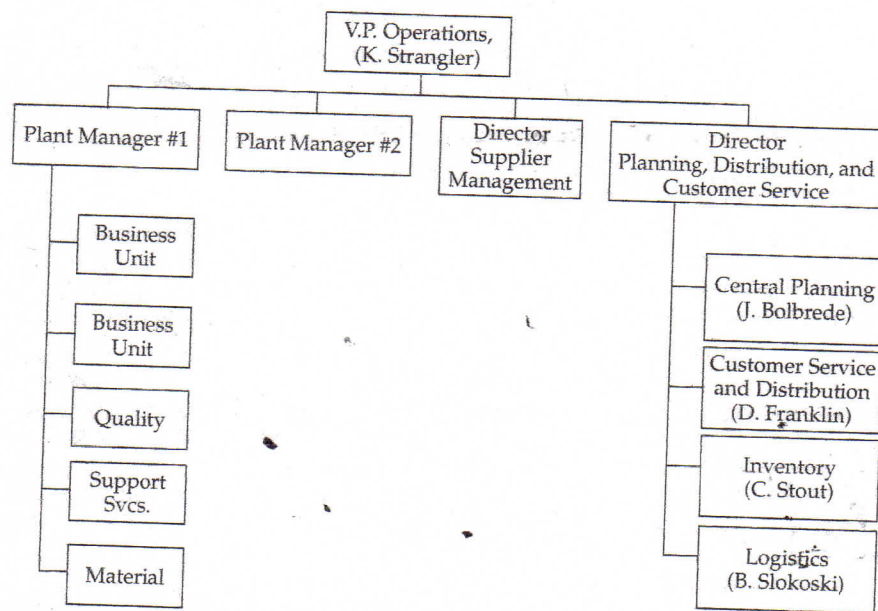 V.P. Operations,
(K. Strangler)
Plant Manager #1
Plant Manager #2
Director
Supplier
Management
Director
Planning, Distribution, and
Customer Service
Business
Unit
Business
Unit
Quality
Support
Svcs.
Material
Central Planning
(J. Bolbrede)
Customer Service
and Distribution
(D. Franklin)
Inventory
(C. Stout)
Logistics
(B. Slokoski)